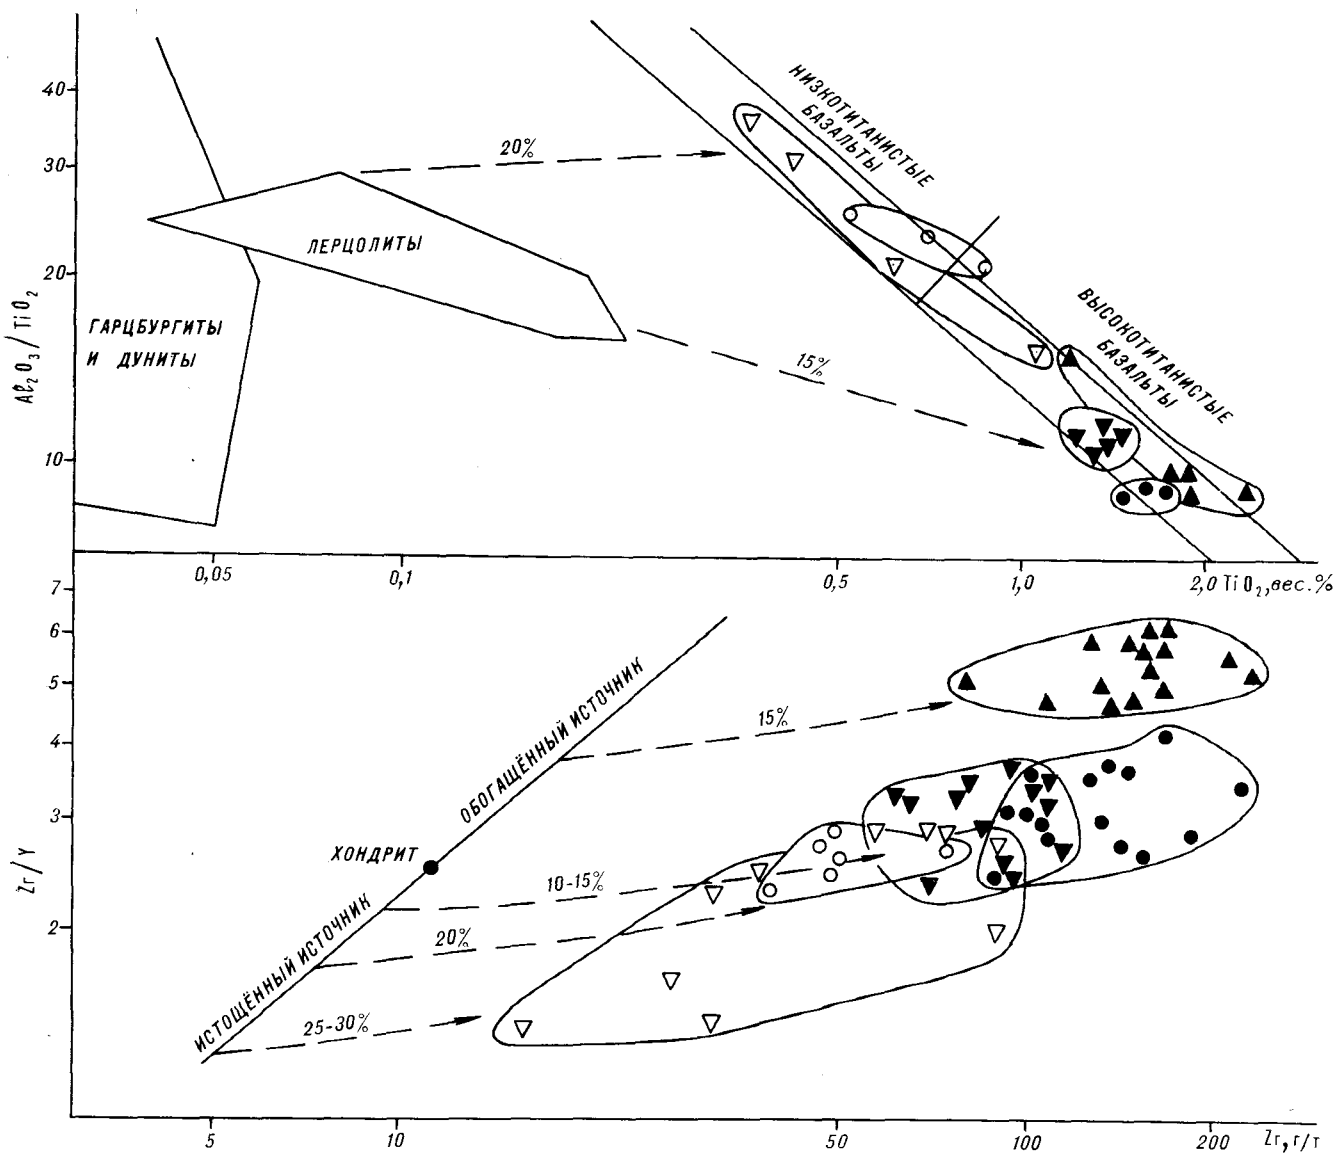 40
30
20
10
Al₂O₃/TiO₂
20%
НИЗКОТИТАНИСТЫЕ
БАЗАЛЬТЫ
ЛЕРЦОЛИТЫ
ГАРЦБУРГИТЫ
И ДУНИТЫ
15%
ВЫСОКОТИТАНИСТЫЕ
БАЗАЛЬТЫ
0,05
0,1
0,5
1,0
2,0
TiO₂, вес.%
7
6
5
4
3
2
Zr/Y
ОБОГАЩЁННЫЙ ИСТОЧНИК
15%
ХОНДРИТ
10-15%
20%
ИСТОЩЁННЫЙ ИСТОЧНИК
25-30%
5
10
50
100
200
Zr, г/т